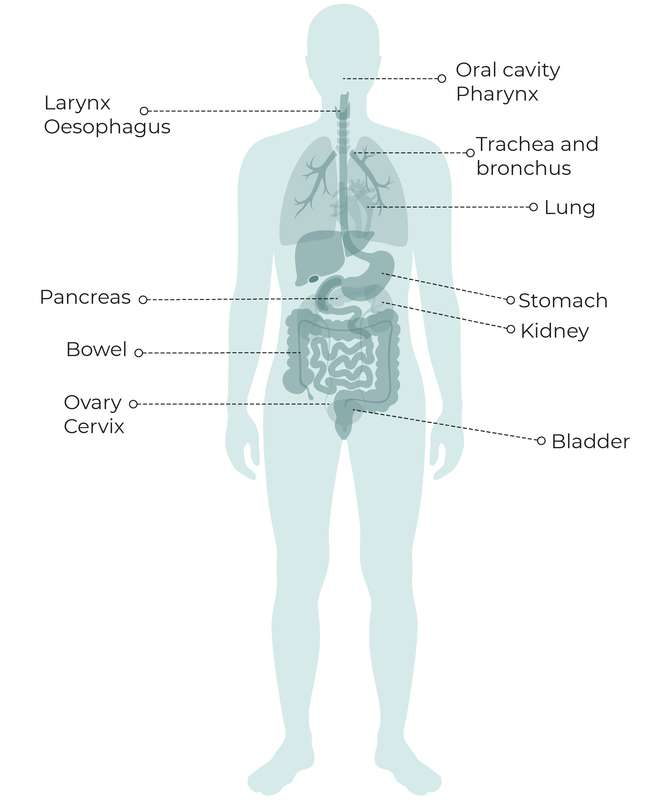 Oral cavity
Pharynx
Larynx
Oesophagus
Trachea and
bronchus
Lung
Pancreas
Stomach
Kidney
Bowel
Ovary
Cervix
Bladder